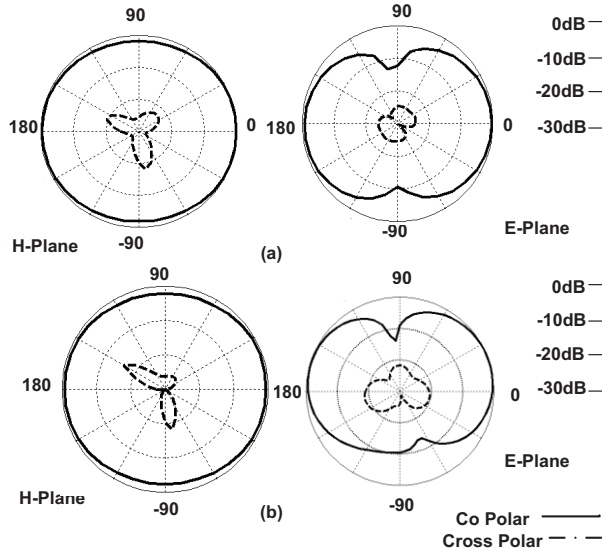 90 90 0dB
-10dB
-20dB
180 0 180 0 -30dB
-90 -90
H-Plane (a) E-Plane
90 90 0dB
-10dB
-20dB
180 180 0 -30dB
H-Plane E-Plane
-90 (b) -90
Co Polar
Cross Polar